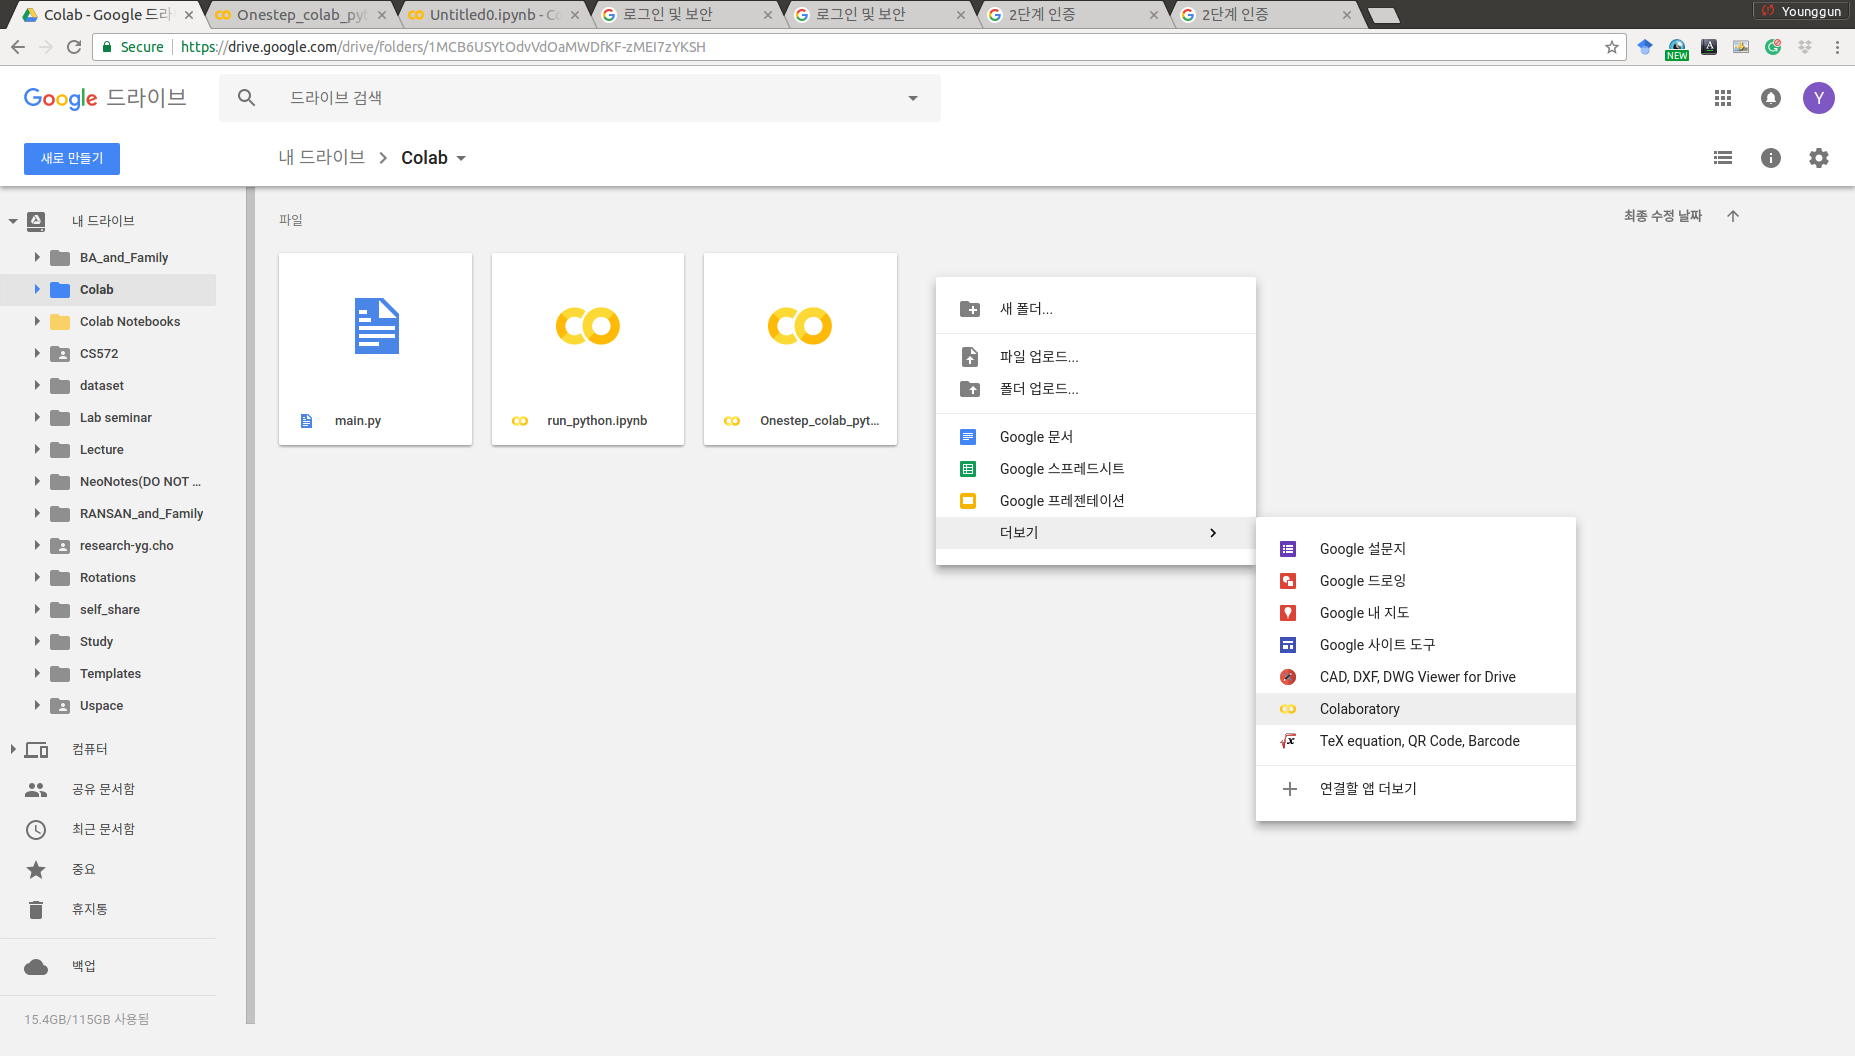 Colab - Google 드라
Onestep_colab_pyt
Untitled0.ipynb - Co
로그인 및 보안
로그인 및 보안
2단계 인증
2단계 인증
Younggun
Secure
https://drive.google.com/drive/folders/1MCB6USYtOdvVdOaMWDfKF-zMEI7zYKSH
NEW
Google 드라이브
드라이브 검색
Y
새로 만들기
내 드라이브
Colab
내 드라이브
BA_and_Family
Colab
Colab Notebooks
CS572
dataset
Lab seminar
Lecture
NeoNotes(DO NOT ...
RANSAN_and_Family
research-yg.cho
Rotations
self_share
Study
Templates
Uspace
컴퓨터
공유 문서함
최근 문서함
중요
휴지통
백업
15.4GB/115GB 사용됨
파일
최종 수정 날짜
main.py
run_python.ipynb
Onestep_colab_pyt...
새 폴더...
파일 업로드...
폴더 업로드...
Google 문서
Google 스프레드시트
Google 프레젠테이션
더보기
Google 설문지
Google 드로잉
Google 내 지도
Google 사이트 도구
CAD, DXF, DWG Viewer for Drive
Colaboratory
TeX equation, QR Code, Barcode
연결할 앱 더보기